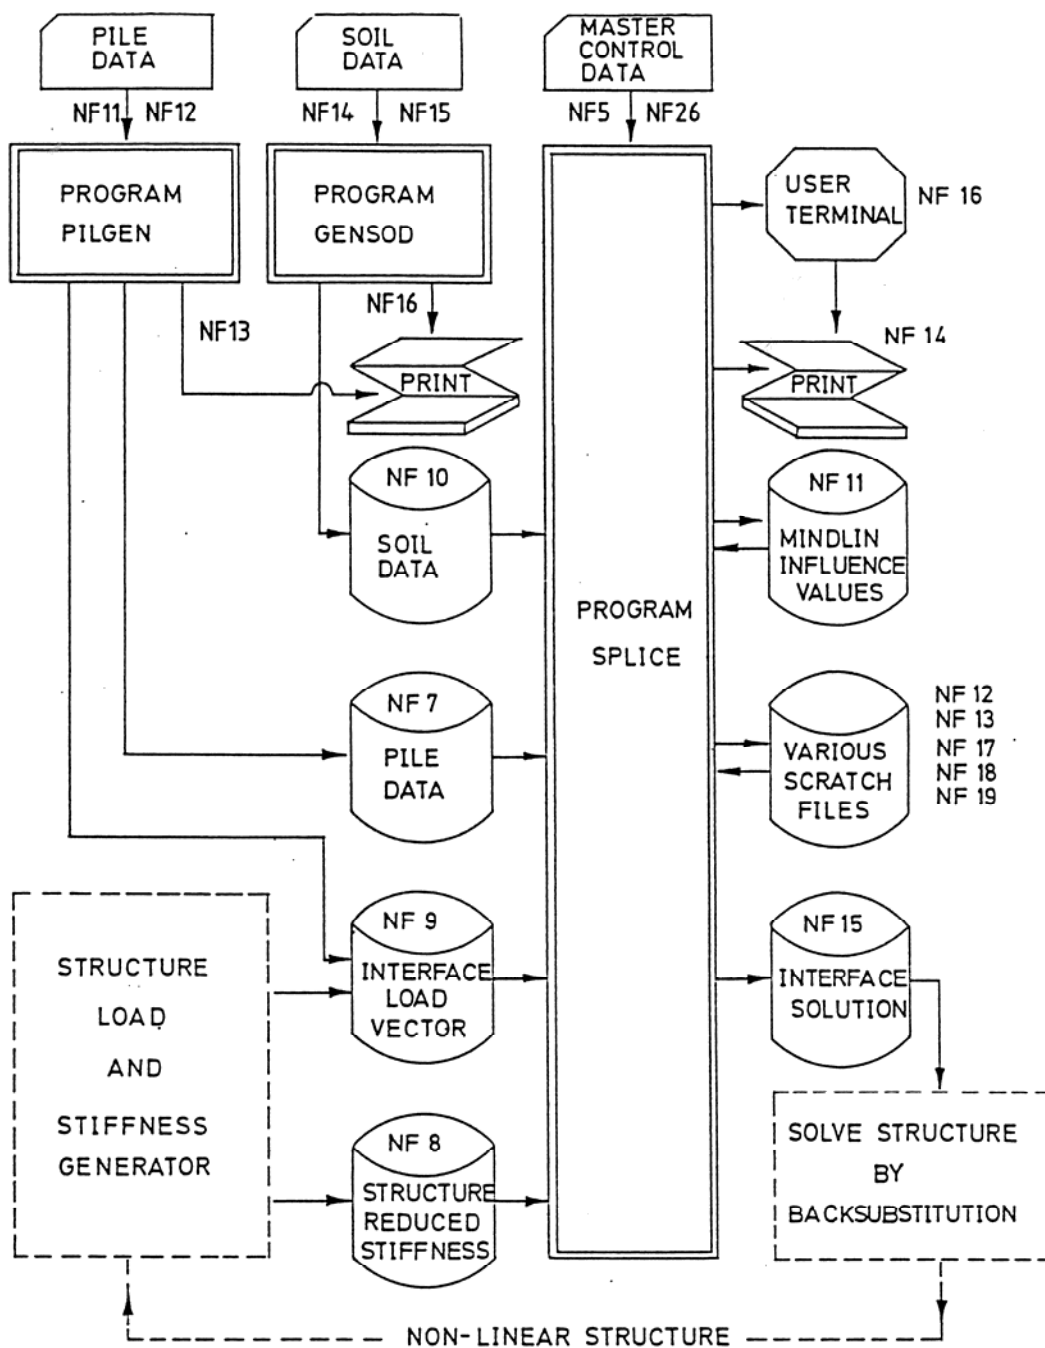 PILE
DATA
SOIL
DATA
MASTER
CONTROL
DATA
NF11 NF12
NF14 NF15
NF5 NF26
PROGRAM
PILGEN
PROGRAM
GENSOD
USER
TERMINAL
NF 16
NF13
NF16
PRINT
NF 14
PRINT
NF 10
SOIL
DATA
NF 11
MINDLIN
INFLUENCE
VALUES
PROGRAM
SPLICE
NF 7
PILE
DATA
VARIOUS
SCRATCH
FILES
NF 12
NF 13
NF 17
NF 18
NF 19
STRUCTURE
LOAD
AND
STIFFNESS
GENERATOR
NF 9
INTERFACE
LOAD
VECTOR
NF 15
INTERFACE
SOLUTION
NF 8
STRUCTURE
REDUCED
STIFFNESS
SOLVE STRUCTURE
BY
BACKSUBSTITUTION
NON-LINEAR STRUCTURE